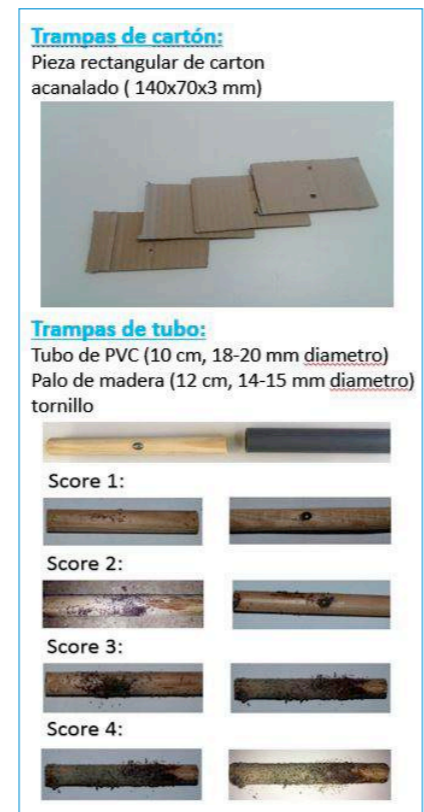 Trampas de cartón:
Pieza rectangular de carton
acanalado ( 140x70x3 mm)
Trampas de tubo:
Tubo de PVC (10 cm, 18-20 mm diametro)
Palo de madera (12 cm, 14-15 mm diametro)
tornillo
Score 1:
Score 2:
Score 3:
Score 4: